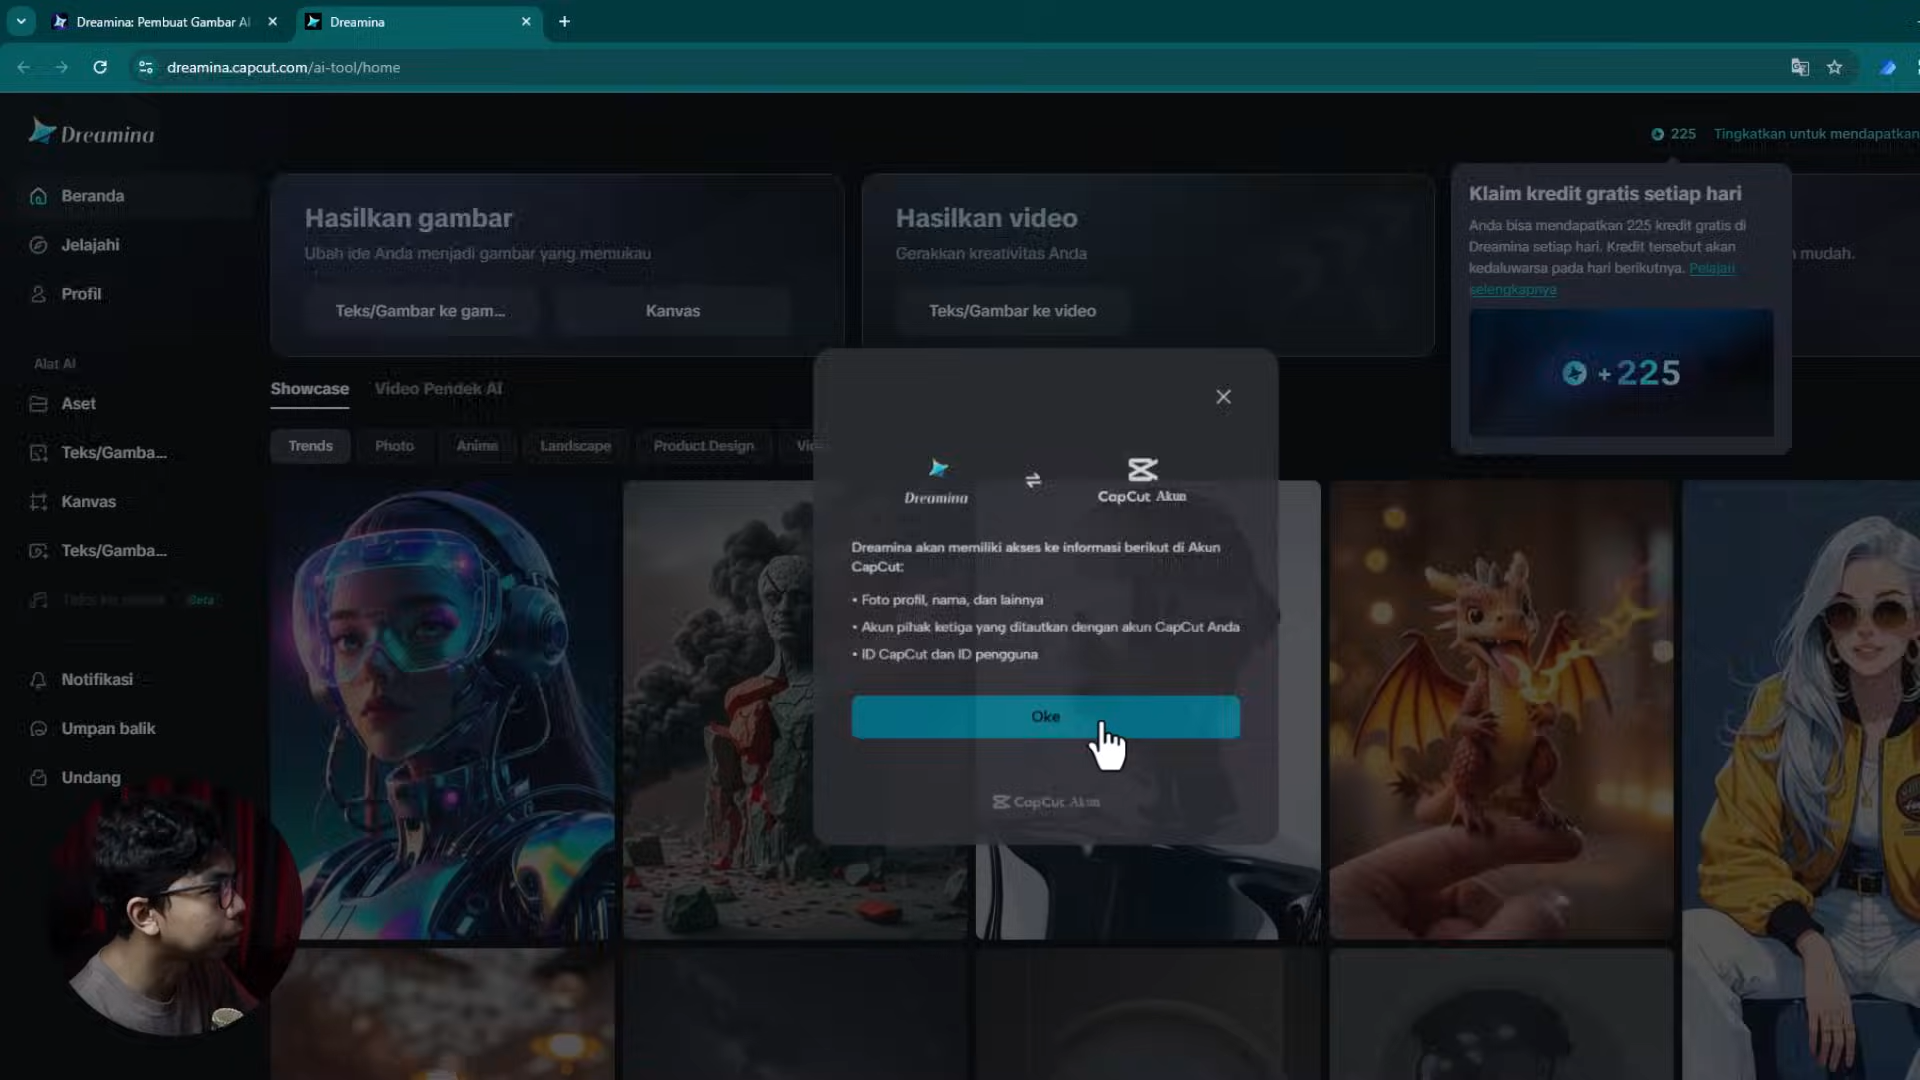 Dreamina: Pembuat Gambar AI
Dreamina
dreamina.capcut.com/ai-tool/home
Dreamina
225
Tingkatkan untuk mendapatkan
Beranda
Jelajahi
Profil
Alat AI
Aset
Teks/Gamba...
Kanvas
Teks/Gamba...
Beta
Notifikasi
Umpan balik
Undang
Hasilkan gambar
Ubah ide Anda menjadi gambar yang memukau
Teks/Gambar ke gam...
Kanvas
Hasilkan video
Gerakkan kreativitas Anda
Teks/Gambar ke video
mudah.
Klaim kredit gratis setiap hari
Anda bisa mendapatkan 225 kredit gratis di
Dreamina setiap hari. Kredit tersebut akan
kedaluwarsa pada hari berikutnya. Pelajari
selengkapnya
+225
Showcase
Video Pendek AI
Trends
Photo
Anime
Landscape
Product Design
Dreamina
CapCut Akun
Dreamina akan memiliki akses ke informasi berikut di Akun
CapCut:
• Foto profil, nama, dan lainnya
• Akun pihak ketiga yang ditautkan dengan akun CapCut Anda
• ID CapCut dan ID pengguna
Oke
CapCut Akun